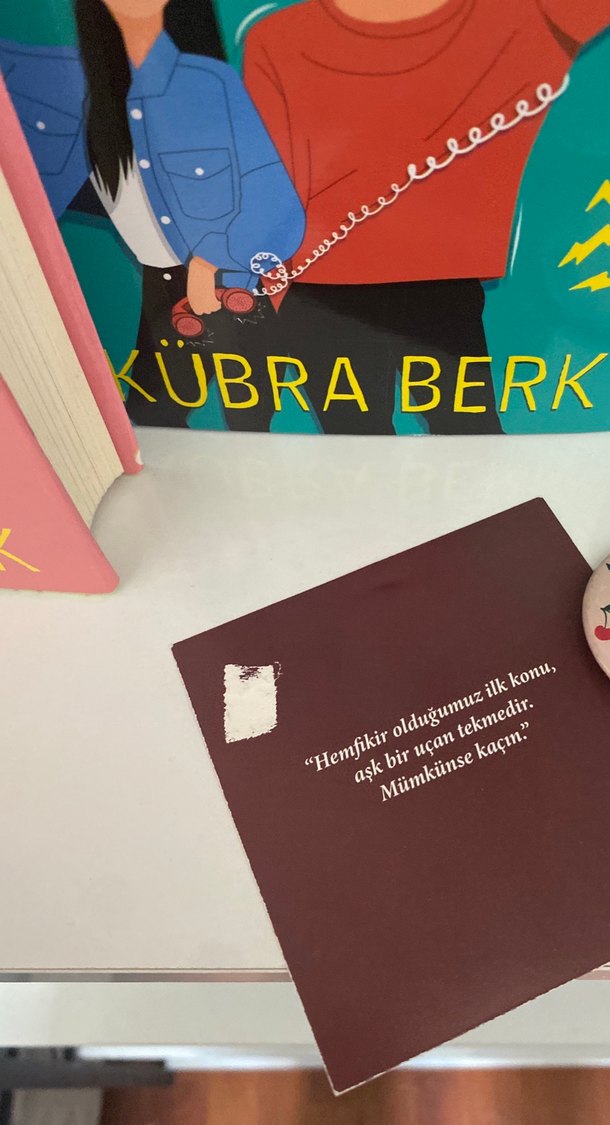 KÜBRA BERK
K
“Hemfikir olduğumuz ilk konu,
aşk bir uçan tekmedir.
Mümkünse kaçın.”